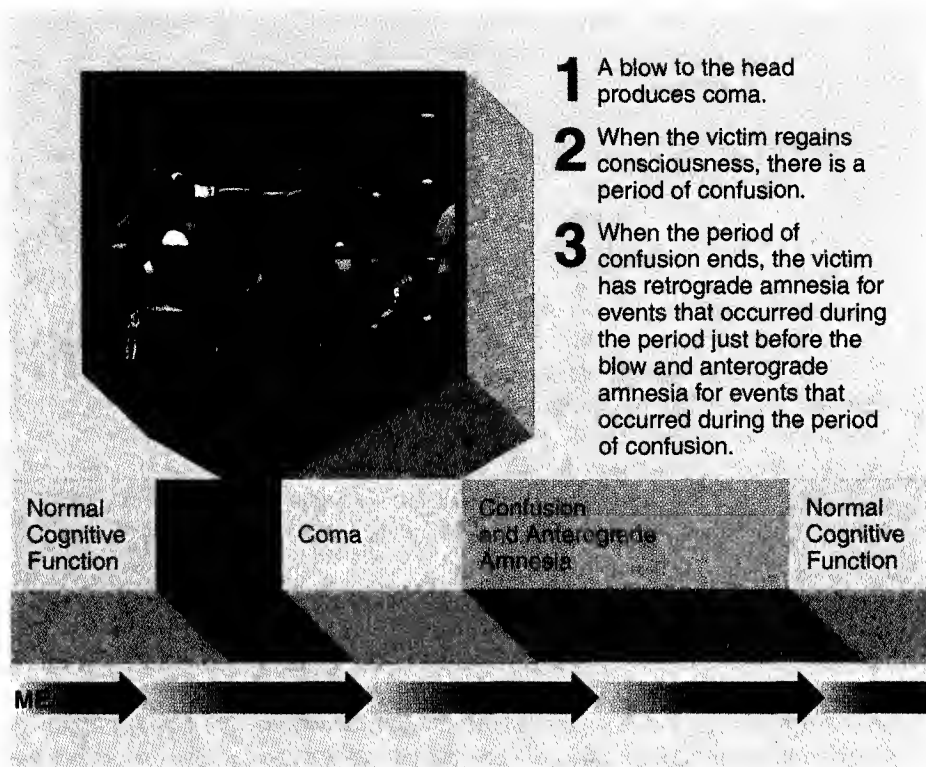 1 A blow to the head
produces coma.
2 When the victim regains
consciousness, there is a
period of confusion.
3 When the period of
confusion ends, the victim
has retrograde amnesia for
events that occurred during
the period just before the
blow and anterograde
amnesia for events that
occurred during the period
of confusion.
Normal
Cognitive
Function
Coma
Confusion
and Anterograde
Amnesia
Normal
Cognitive
Function
ME